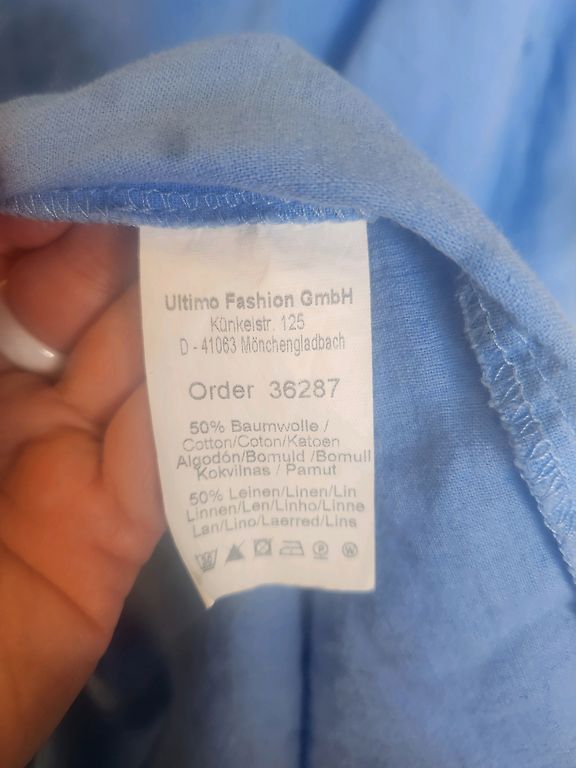 Ultimo Fashion GmbH
Künkelstr. 125
D - 41063 Mönchengladbach
Order 36287
50% Baumwolle /
Cotton/Coton/Katoen
Algodón/Bomuld /Bomull
Kokvilnas / Pamut
50% Leinen/Linen/Lin
Linnen/Len/Linho/Linne
Lan/Lino/Laerred/Lins